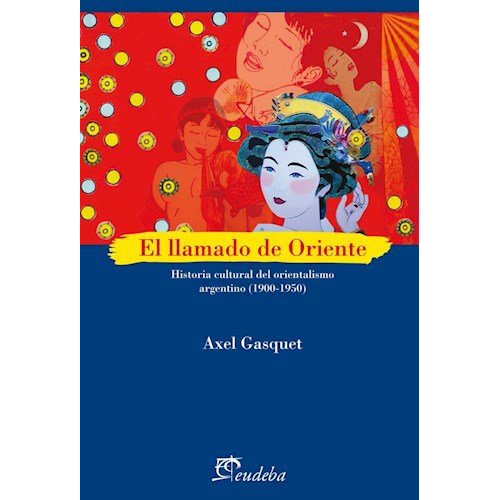 El llamado de Oriente
Historia cultural del orientalismo
argentino (1900-1950)
Axel Gasquet
eudeba